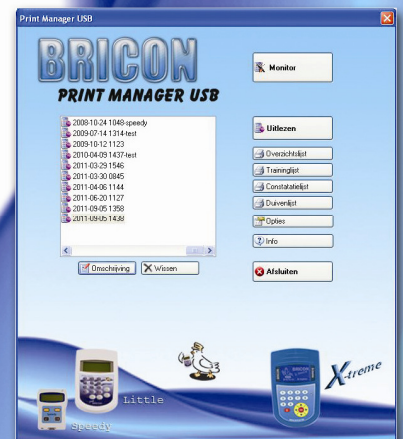 Print Manager USB
BRICON
PRINT MANAGER USB
2008-10-24 1048-speedy
2009-07-14 1314-test
2009-10-12 1123
2010-04-09 1437-test
2011-03-29 1546
2011-03-30 0845
2011-04-06 1144
2011-06-20 1127
2011-09-05 1358
2011-09-05 1438
Omschrijving
Wissen
Monitor
Uitlezen
Overzichtslijst
Traininglijst
Constatatielijst
Duivenlijst
Opties
Info
Afsluiten
Speedy
Little
BRICON
X-treme